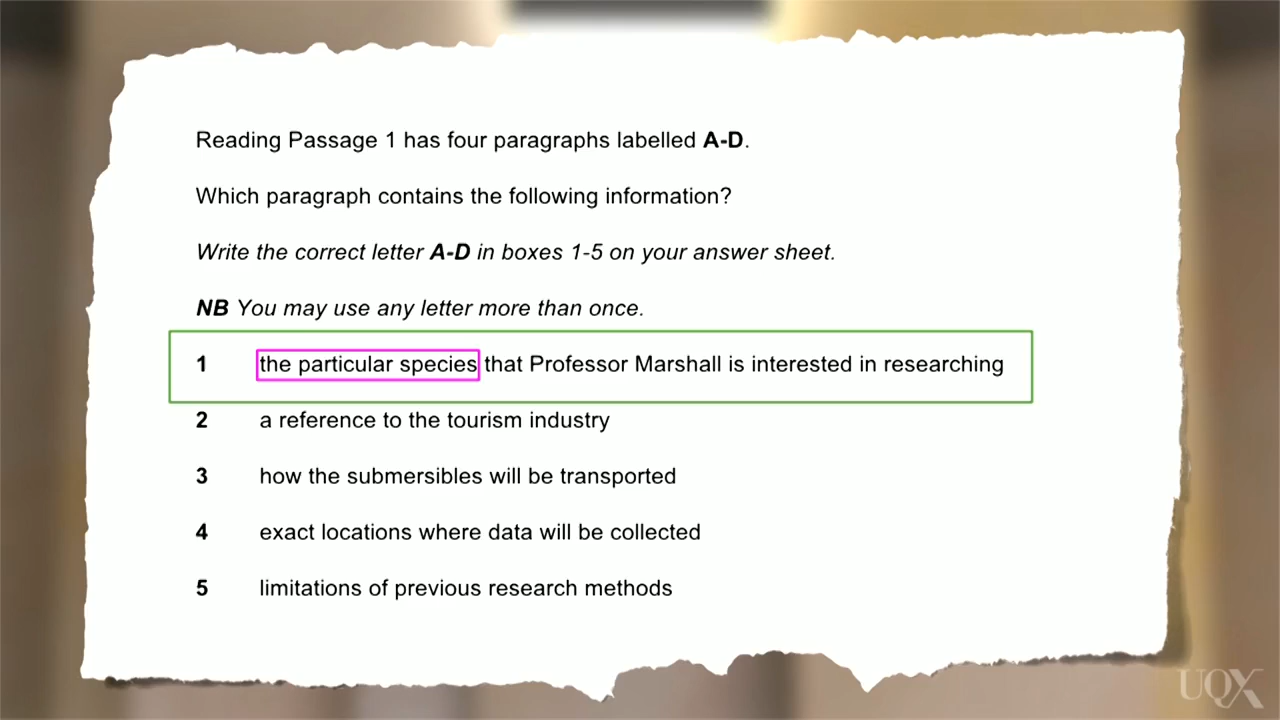 Reading Passage 1 has four paragraphs labelled A-D.
Which paragraph contains the following information?
Write the correct letter A-D in boxes 1-5 on your answer sheet.
NB You may use any letter more than once.
1 the particular species that Professor Marshall is interested in researching
2 a reference to the tourism industry
3 how the submersibles will be transported
4 exact locations where data will be collected
5 limitations of previous research methods
UQX